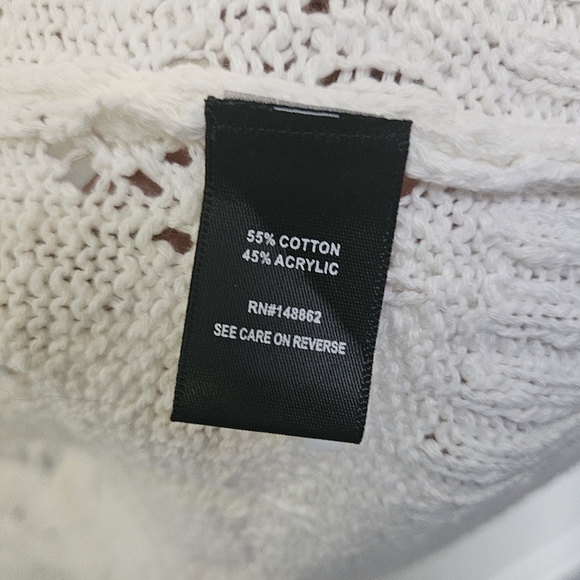 55% COTTON
45% ACRYLIC
RN#148862
SEE CARE ON REVERSE